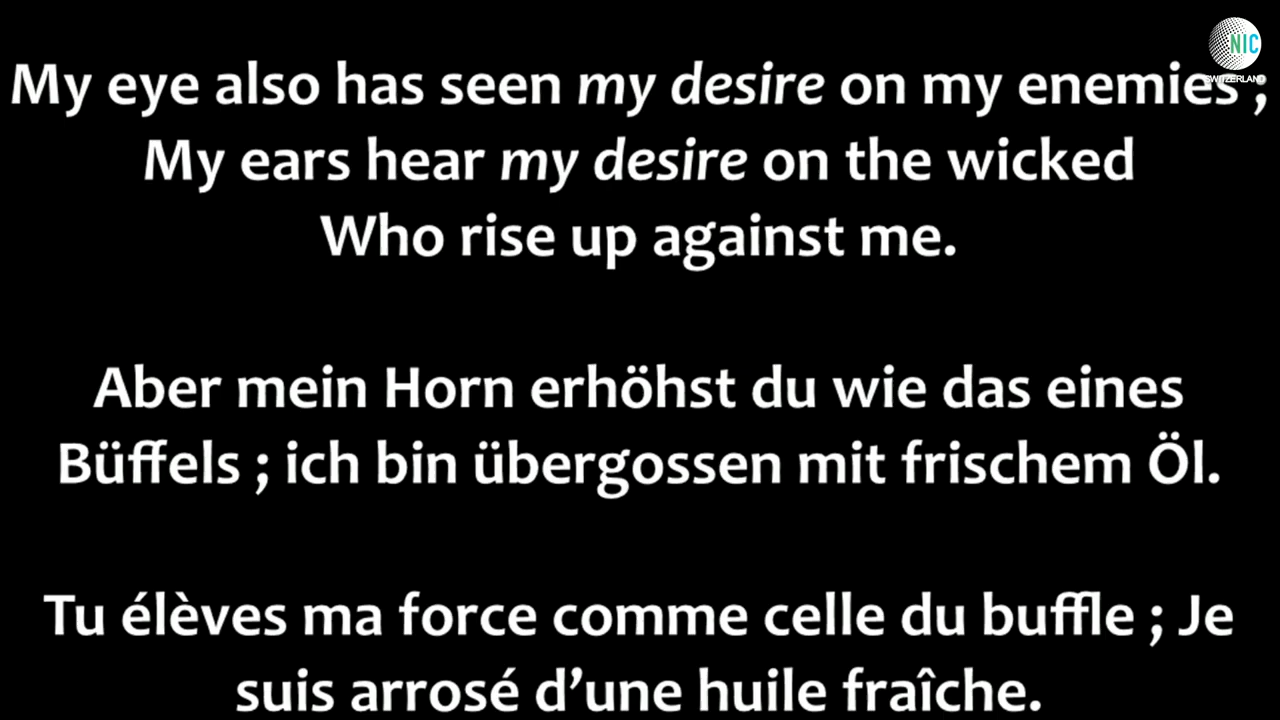 NIC
SWITZERLAND
My eye also has seen my desire on my enemies ;
My ears hear my desire on the wicked
Who rise up against me.
Aber mein Horn erhöhst du wie das eines
Büffels ; ich bin übergossen mit frischem Öl.
Tu élèves ma force comme celle du buffle ; Je
suis arrosé d’une huile fraîche.